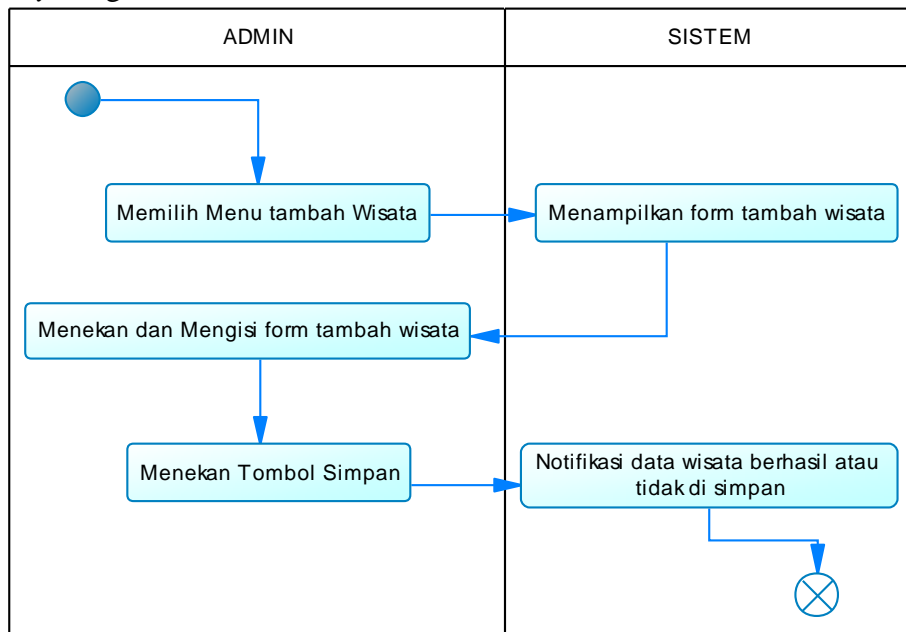 ADMIN
SISTEM
Memilih Menu tambah Wisata
Menampilkan form tambah wisata
Menekan dan Mengisi form tambah wisata
Menekan Tombol Simpan
Notifikasi data wisata berhasil atau
tidak di simpan